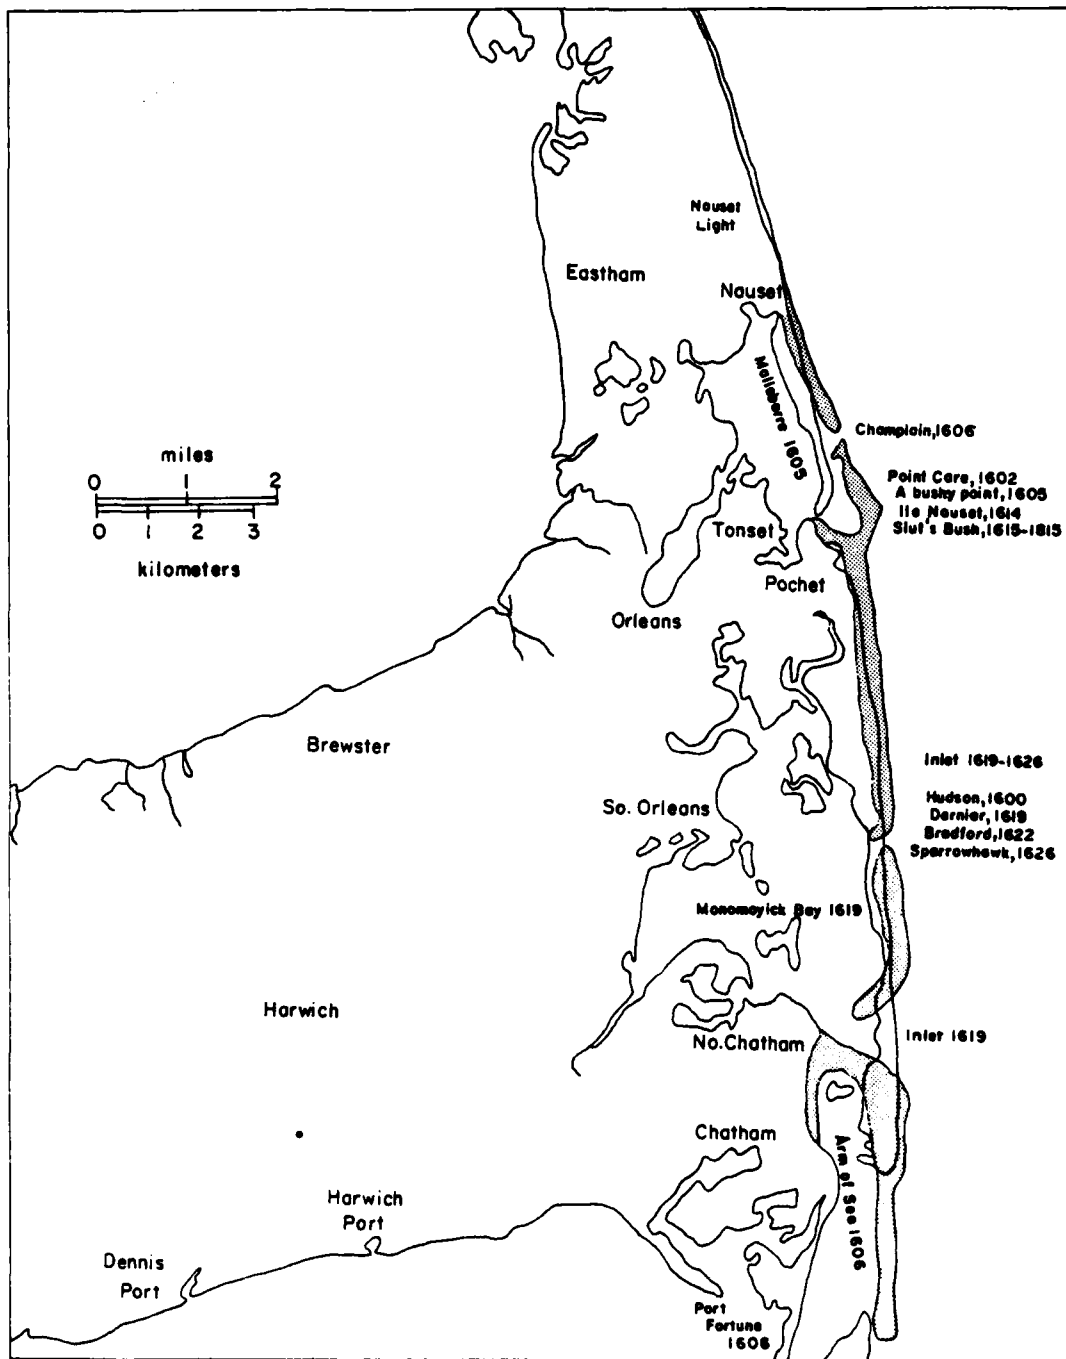 Nauset
Light
Eastham
Nauset
Mallebarre 1605
Champlain,1606
miles
0 1 2
0 1 2 3
kilometers
Point Care, 1602
A bushy point, 1605
Ile Nauset, 1614
Slut's Bush, 1615-1815
Tonset
Pochet
Orleans
Brewster
Inlet 1619-1626
So. Orleans
Hudson, 1600
Dernier, 1619
Bradford, 1622
Sparrowhawk, 1626
Monomoyick Bay 1619
Harwich
No. Chatham
Inlet 1619
Chatham
Arm of Sea 1606
Harwich
Port
Dennis
Port
Port
Fortune
1606